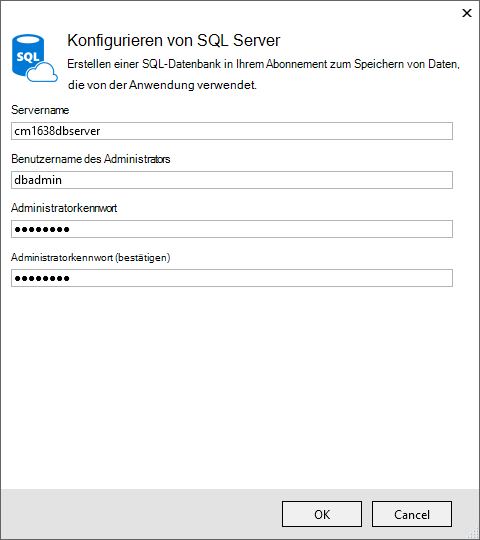 Konfigurieren von SQL Server
SQL
Erstellen einer SQL-Datenbank in Ihrem Abonnement zum Speichern von Daten,
die von der Anwendung verwendet.
Servername
cm1638dbserver
Benutzername des Administrators
dbadmin
Administratorkennwort
●●●●●●●●
Administratorkennwort (bestätigen)
●●●●●●●●
OK
Cancel